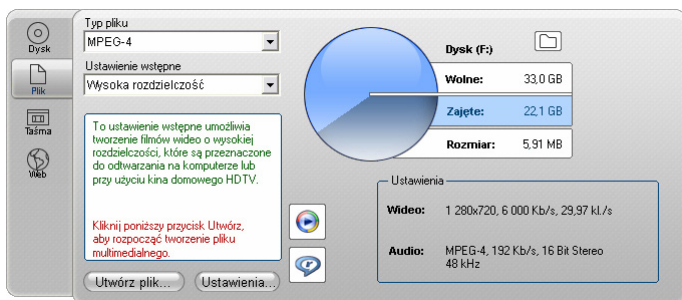 Dysk
Plik
Taśma
Web
Typ pliku
MPEG-4
Ustawienie wstępne
Wysoka rozdzielczość
To ustawienie wstępne umożliwia
tworzenie filmów wideo o wysokiej
rozdzielczości, które są przeznaczone
do odtwarzania na komputerze lub
przy użyciu kina domowego HDTV.
Kliknij poniższy przycisk Utwórz,
aby rozpocząć tworzenie pliku
multimedialnego.
Utwórz plik...
Ustawienia...
Dysk (F:)
Wolne: 33,0 GB
Zajęte: 22,1 GB
Rozmiar: 5,91 MB
Ustawienia
Wideo: 1 280x720, 6 000 Kb/s, 29,97 kl./s
Audio: MPEG-4, 192 Kb/s, 16 Bit Stereo
48 kHz